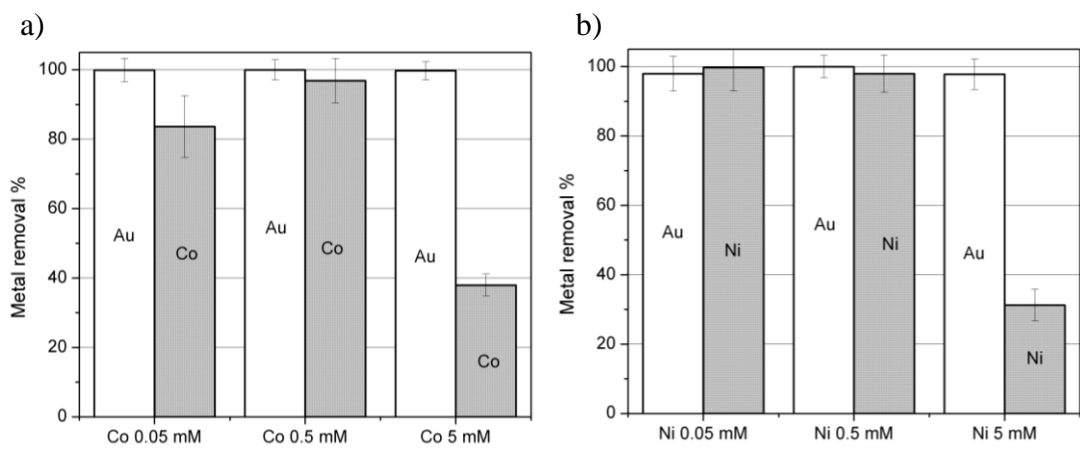 a)
Metal removal %
100
80
60
40
20
0
Au
Co
Au
Co
Au
Co
Co 0.05 mM
Co 0.5 mM
Co 5 mM
b)
Metal removal %
100
80
60
40
20
0
Au
Ni
Au
Ni
Au
Ni
Ni 0.05 mM
Ni 0.5 mM
Ni 5 mM